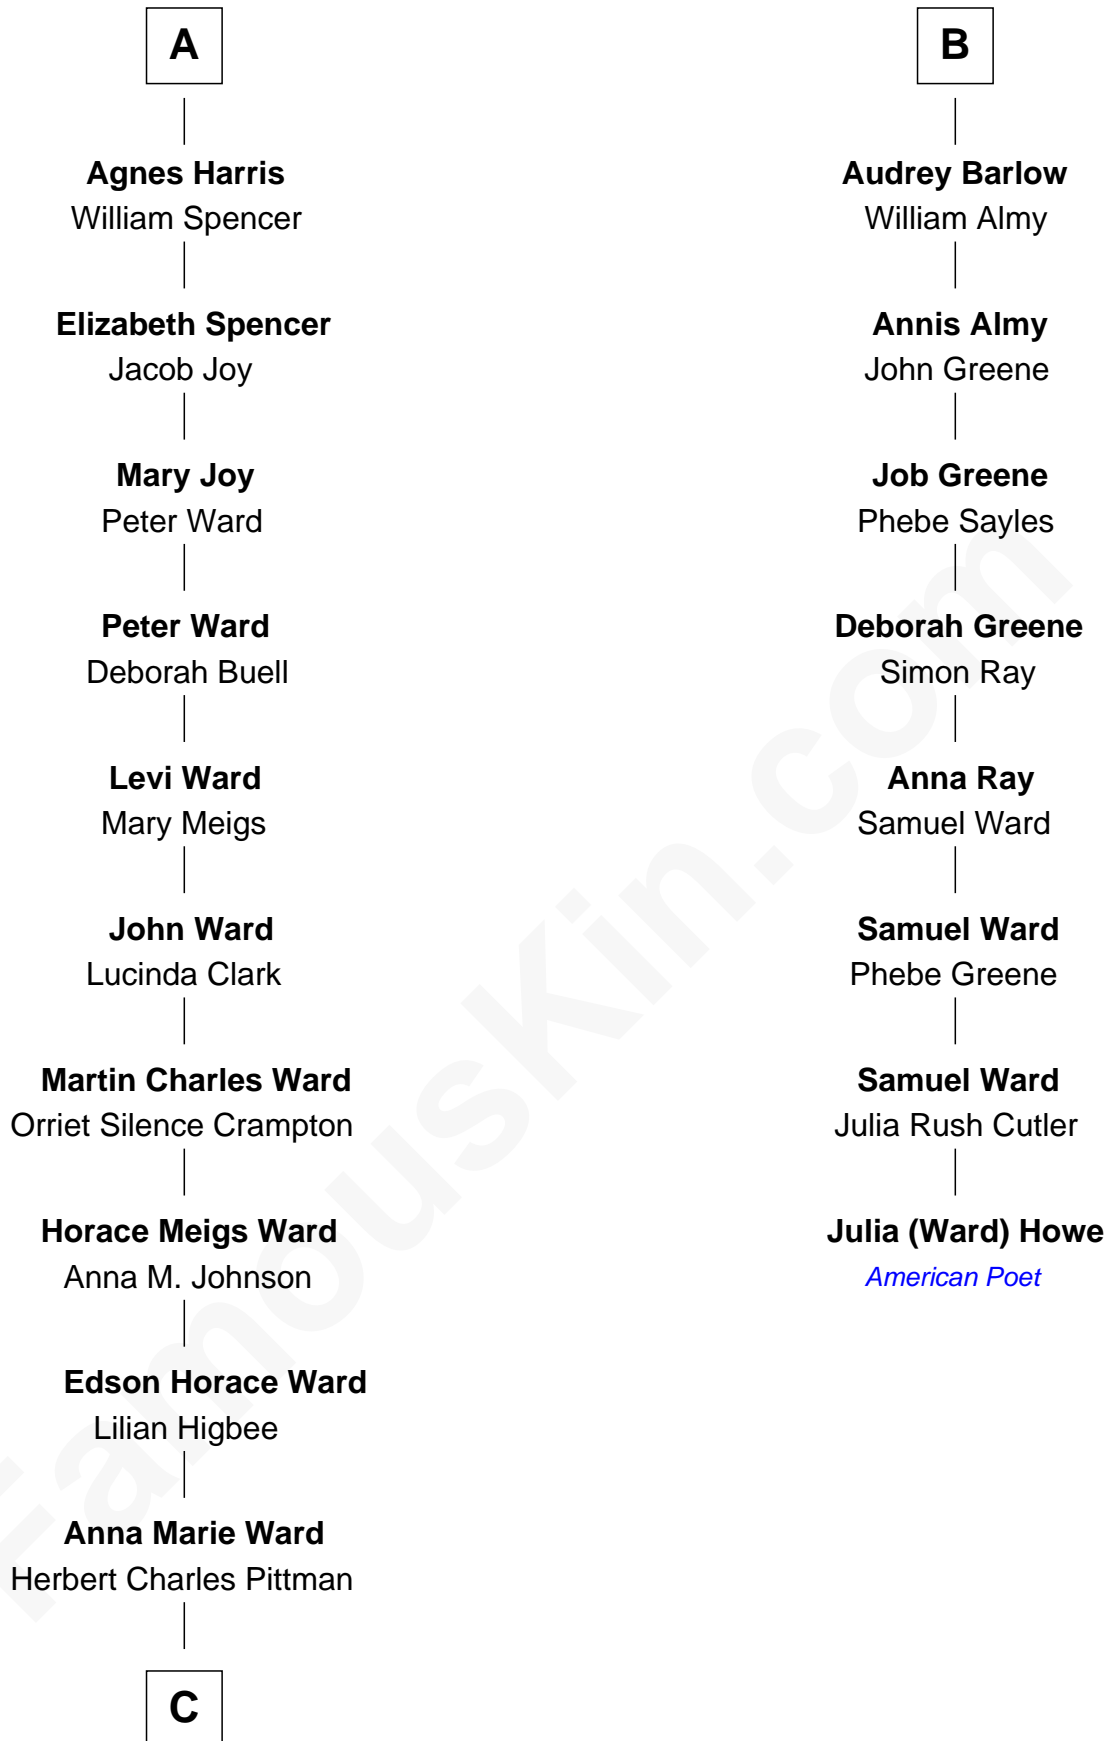 A
Agnes Harris
William Spencer
Elizabeth Spencer
Jacob Joy
Mary Joy
Peter Ward
Peter Ward
Deborah Buell
Levi Ward
Mary Meigs
John Ward
Lucinda Clark
Martin Charles Ward
Orriet Silence Crampton
Horace Meigs Ward
Anna M. Johnson
Edson Horace Ward
Lilian Higbee
Anna Marie Ward
Herbert Charles Pittman
C
B
Audrey Barlow
William Almy
Annis Almy
John Greene
Job Greene
Phebe Sayles
Deborah Greene
Simon Ray
Anna Ray
Samuel Ward
Samuel Ward
Phebe Greene
Samuel Ward
Julia Rush Cutler
Julia (Ward) Howe
American Poet
FamousKin.com